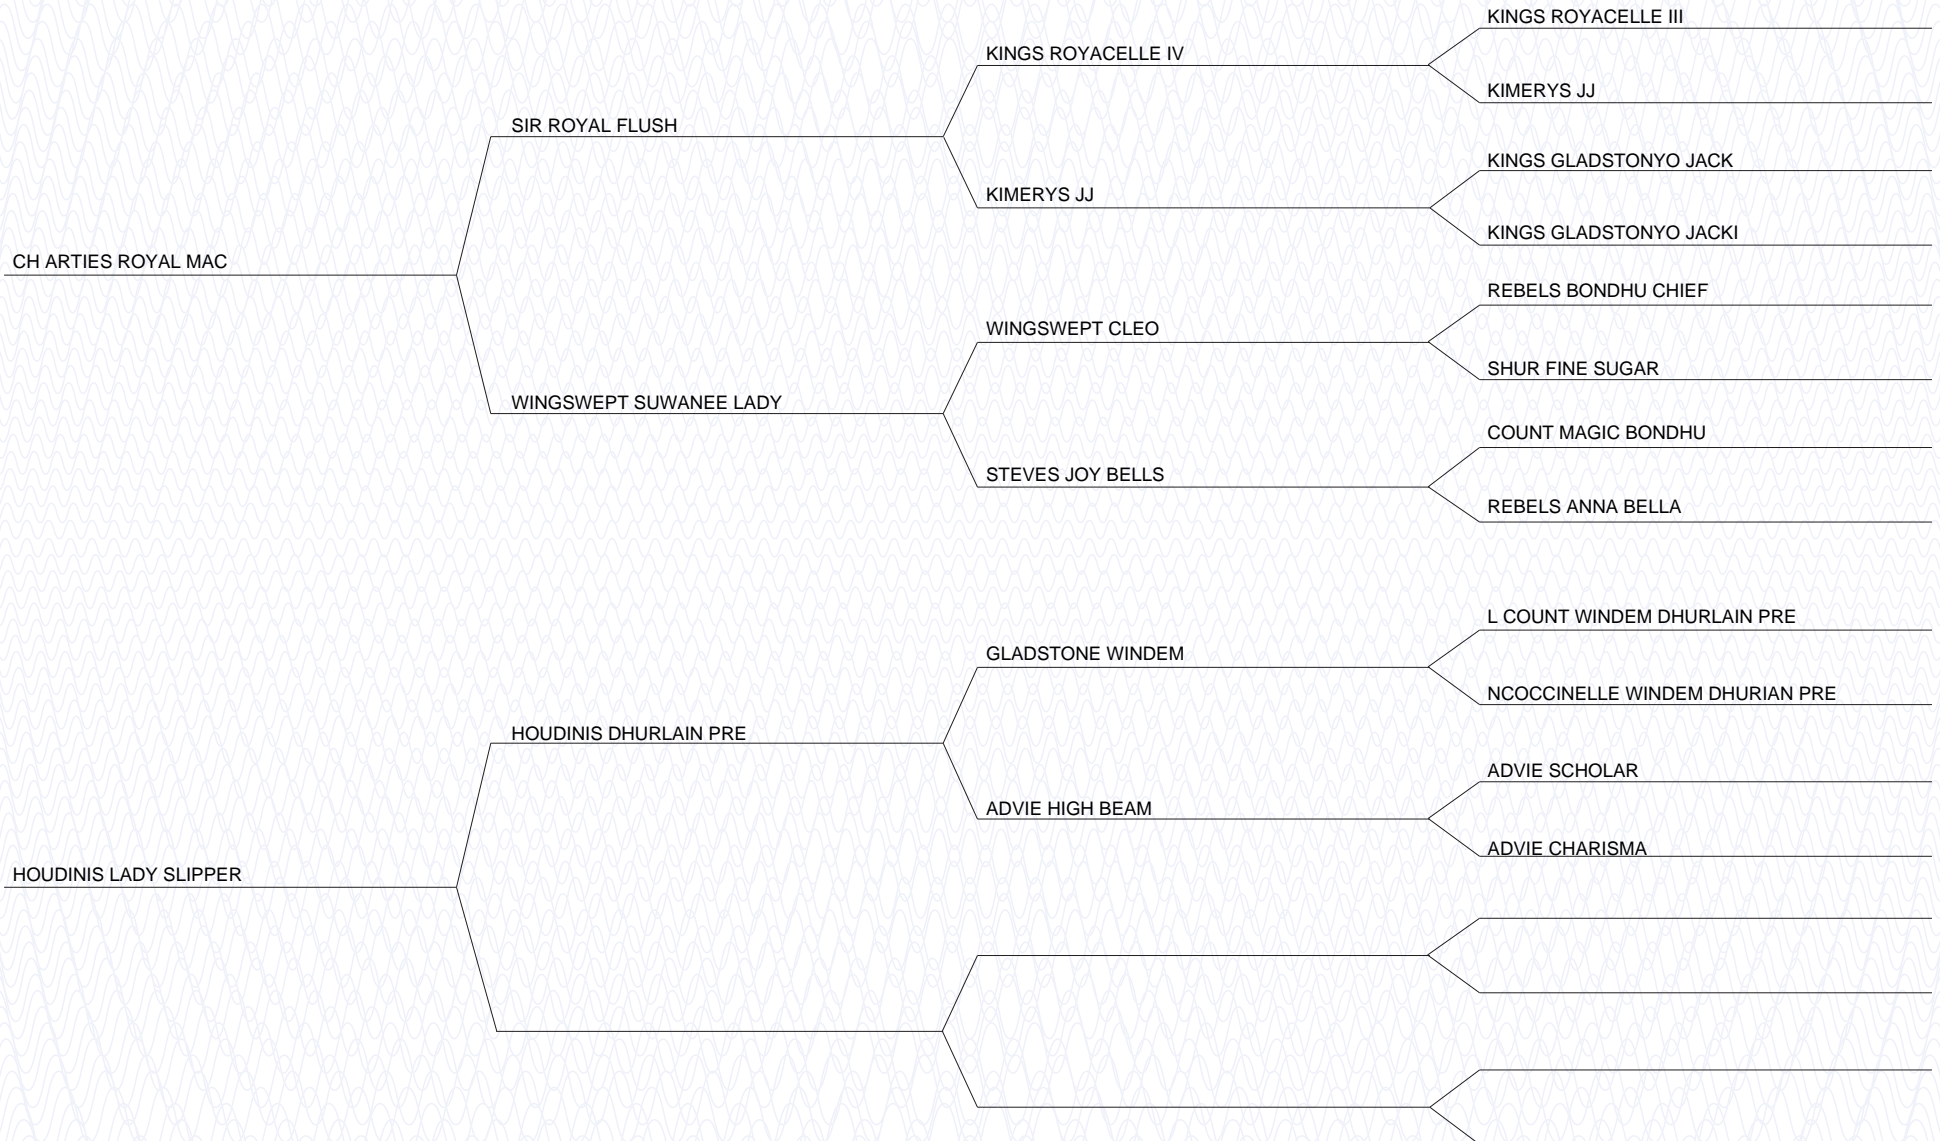 KINGS ROYACELLE III
KINGS ROYACELLE IV
KIMERYS JJ
SIR ROYAL FLUSH
KINGS GLADSTONYO JACK
KIMERYS JJ
KINGS GLADSTONYO JACKI
CH ARTIES ROYAL MAC
REBELS BONDHU CHIEF
WINGSWEPT CLEO
SHUR FINE SUGAR
WINGSWEPT SUWANEE LADY
COUNT MAGIC BONDHU
STEVES JOY BELLS
REBELS ANNA BELLA
L COUNT WINDEM DHURLAIN PRE
GLADSTONE WINDEM
NCOCCINELLE WINDEM DHURIAN PRE
HOUDINIS DHURLAIN PRE
ADVIE SCHOLAR
ADVIE HIGH BEAM
ADVIE CHARISMA
HOUDINIS LADY SLIPPER